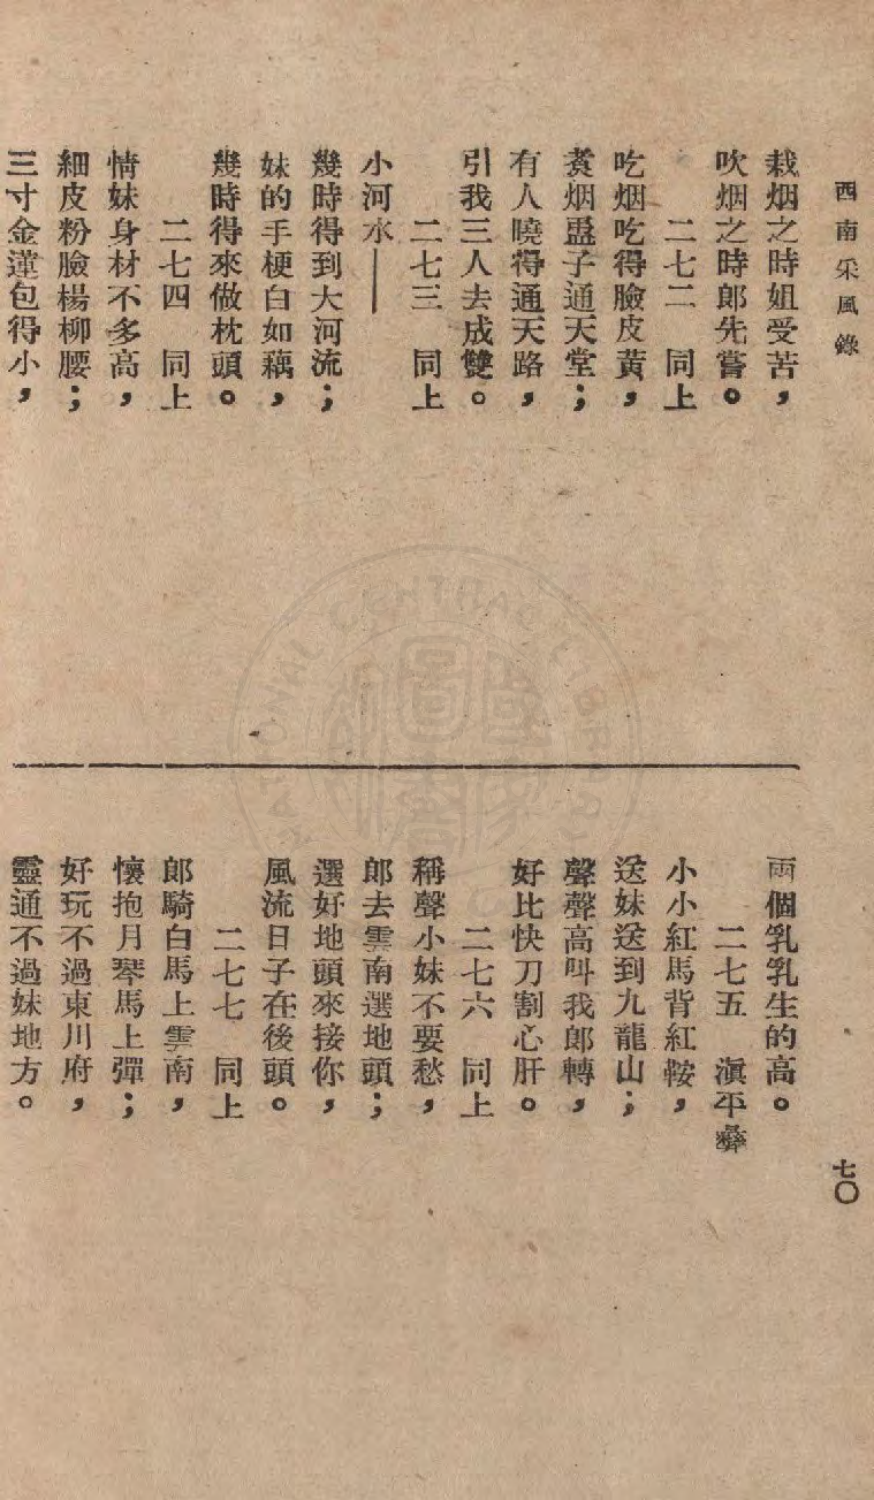 西南采風錄
栽烟之時姐受苦，
吹烟之時郎先嘗。
二七二　同上
吃烟吃得臉皮黃，
煑烟盪子通天堂；
有人曉得通天路，
引我三人去成雙。
二七三　同上
小河水——
幾時得到大河流；
妹的手梗白如藕，
幾時得來做枕頭。
二七四　同上
情妹身材不多高，
細皮粉臉楊柳腰；
三寸金蓮包得小，
兩個乳乳生的高。
二七五　滇平彝
小小紅馬背紅鞍，
送妹送到九龍山；
聲聲高叫我郎轉，
好比快刀割心肝。
二七六　同上
稱聲小妹不要愁，
郎去雲南選地頭；
選好地頭來接你，
風流日子在後頭。
二七七　同上
郎騎白馬上雲南，
懷抱月琴馬上彈；
好玩不過東川府，
靈通不過妹地方。
七〇